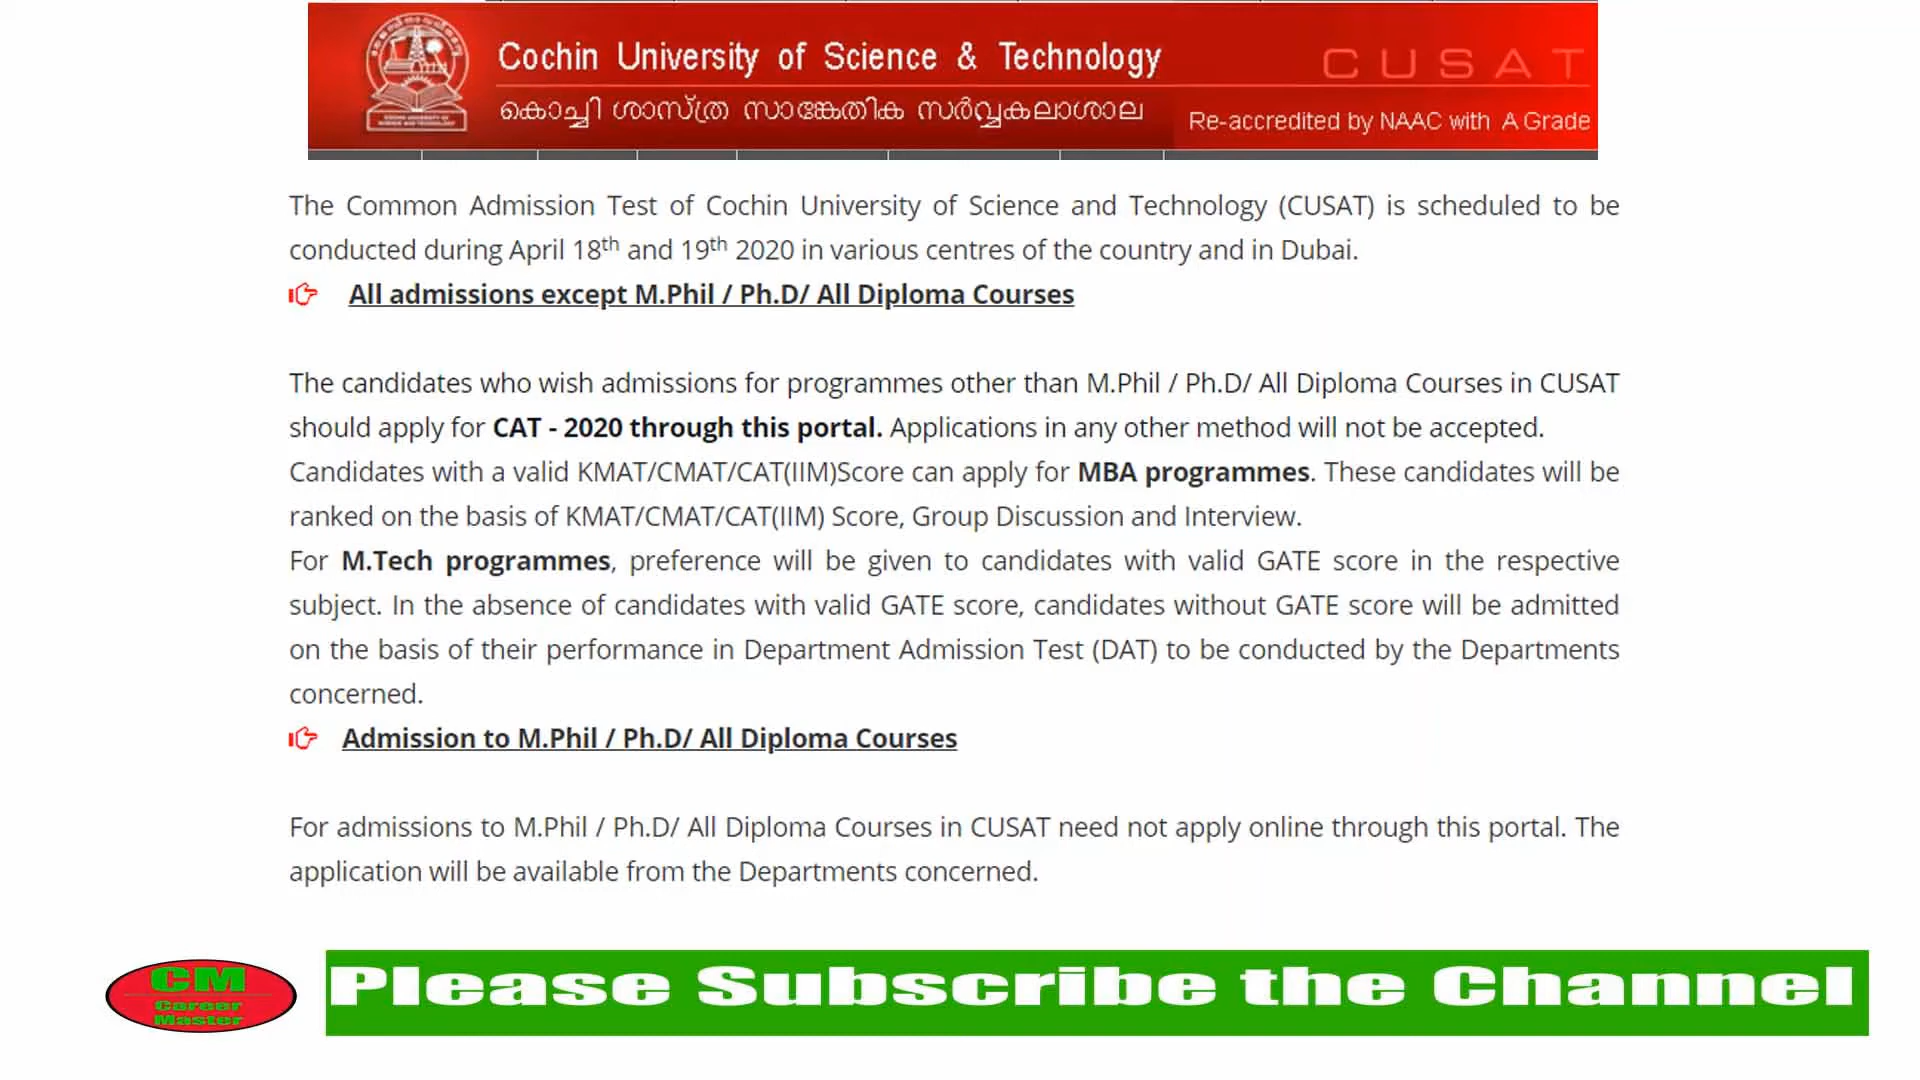 Cochin University of Science & Technology
CUSAT
കൊച്ചി ശാസ്ത്ര സാങ്കേതിക സർവ്വകലാശാല
Re-accredited by NAAC with A Grade
The Common Admission Test of Cochin University of Science and Technology (CUSAT) is scheduled to be
conducted during April 18th and 19th 2020 in various centres of the country and in Dubai.
All admissions except M.Phil / Ph.D/ All Diploma Courses
The candidates who wish admissions for programmes other than M.Phil / Ph.D/ All Diploma Courses in CUSAT
should apply for CAT - 2020 through this portal. Applications in any other method will not be accepted.
Candidates with a valid KMAT/CMAT/CAT(IIM)Score can apply for MBA programmes. These candidates will be
ranked on the basis of KMAT/CMAT/CAT(IIM) Score, Group Discussion and Interview.
For M.Tech programmes, preference will be given to candidates with valid GATE score in the respective
subject. In the absence of candidates with valid GATE score, candidates without GATE score will be admitted
on the basis of their performance in Department Admission Test (DAT) to be conducted by the Departments
concerned.
Admission to M.Phil / Ph.D/ All Diploma Courses
For admissions to M.Phil / Ph.D/ All Diploma Courses in CUSAT need not apply online through this portal. The
application will be available from the Departments concerned.
CM
Career
Master
Please Subscribe the Channel